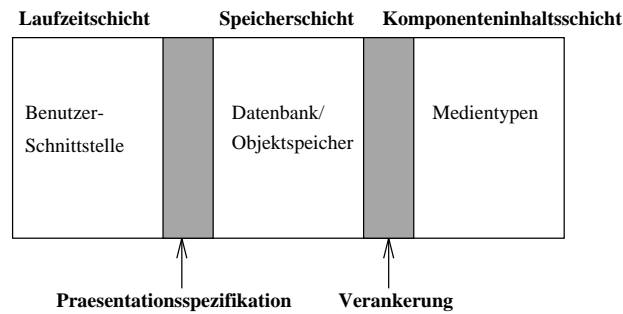 Laufzeitschicht
Speicherschicht
Komponenteninhaltsschicht
Benutzer-
Schnittstelle
Datenbank/
Objektspeicher
Medientypen
Praesentationsspezifikation
Verankerung